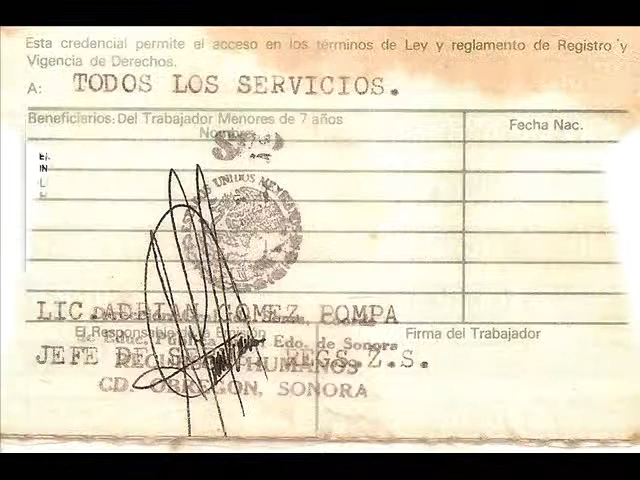 Esta credencial permite el acceso en los términos de Ley y reglamento de Registro y
Vigencia de Derechos.
A: TODOS LOS SERVICIOS.
Beneficiarios: Del Trabajador Menores de 7 años
Nombre
Fecha Nac.
UNIDOS
LIC. ADRIAN GOMEZ POMPA
El Responsable
Firma del Trabajador
Edo. de Sonora
JEFE DE REGS.Z.S.
HUMANOS
CD. OBREGON, SONORA